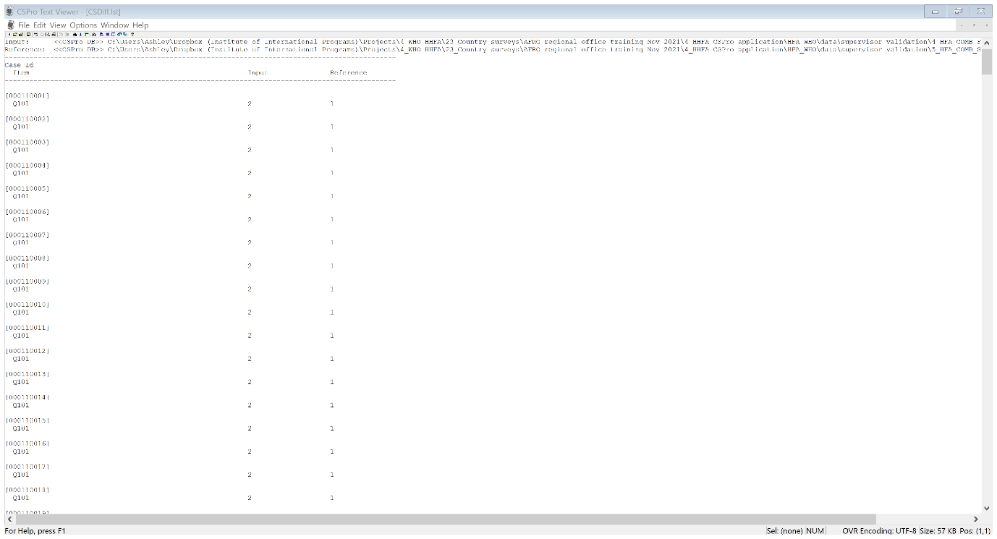 CSPro Text Viewer - [CSDiff.lst]
File Edit View Options Window Help
Input: <<CSPro DB>> C:\Users\Ashley\Dropbox (Institute of International Programs)\Projects\4_WHO HHFA\23_Country surveys\AFRO regional office training Nov 2021\4_HHFA CSPro application\HFA_WHO\data\supervisor validation\4_HFA_COMB_S
Reference: <<CSPro DB>> C:\Users\Ashley\Dropbox (Institute of International Programs)\Projects\4_WHO HHFA\23_Country surveys\AFRO regional office training Nov 2021\4_HHFA CSPro application\HFA_WHO\data\supervisor validation\5_HFA_COMB_S
Case id
Item Input Reference
[000110001]
Q101 2 1
[000110002]
Q101 2 1
[000110003]
Q101 2 1
[000110004]
Q101 2 1
[000110005]
Q101 2 1
[000110006]
Q101 2 1
[000110007]
Q101 2 1
[000110008]
Q101 2 1
[000110009]
Q101 2 1
[000110010]
Q101 2 1
[000110011]
Q101 2 1
[000110012]
Q101 2 1
[000110013]
Q101 2 1
[000110014]
Q101 2 1
[000110015]
Q101 2 1
[000110016]
Q101 2 1
[000110017]
Q101 2 1
[000110018]
Q101 2 1
[000110019]
For Help, press F1 Sel: (none) NUM OVR Encoding: UTF-8 Size: 57 KB Pos: (1,1)